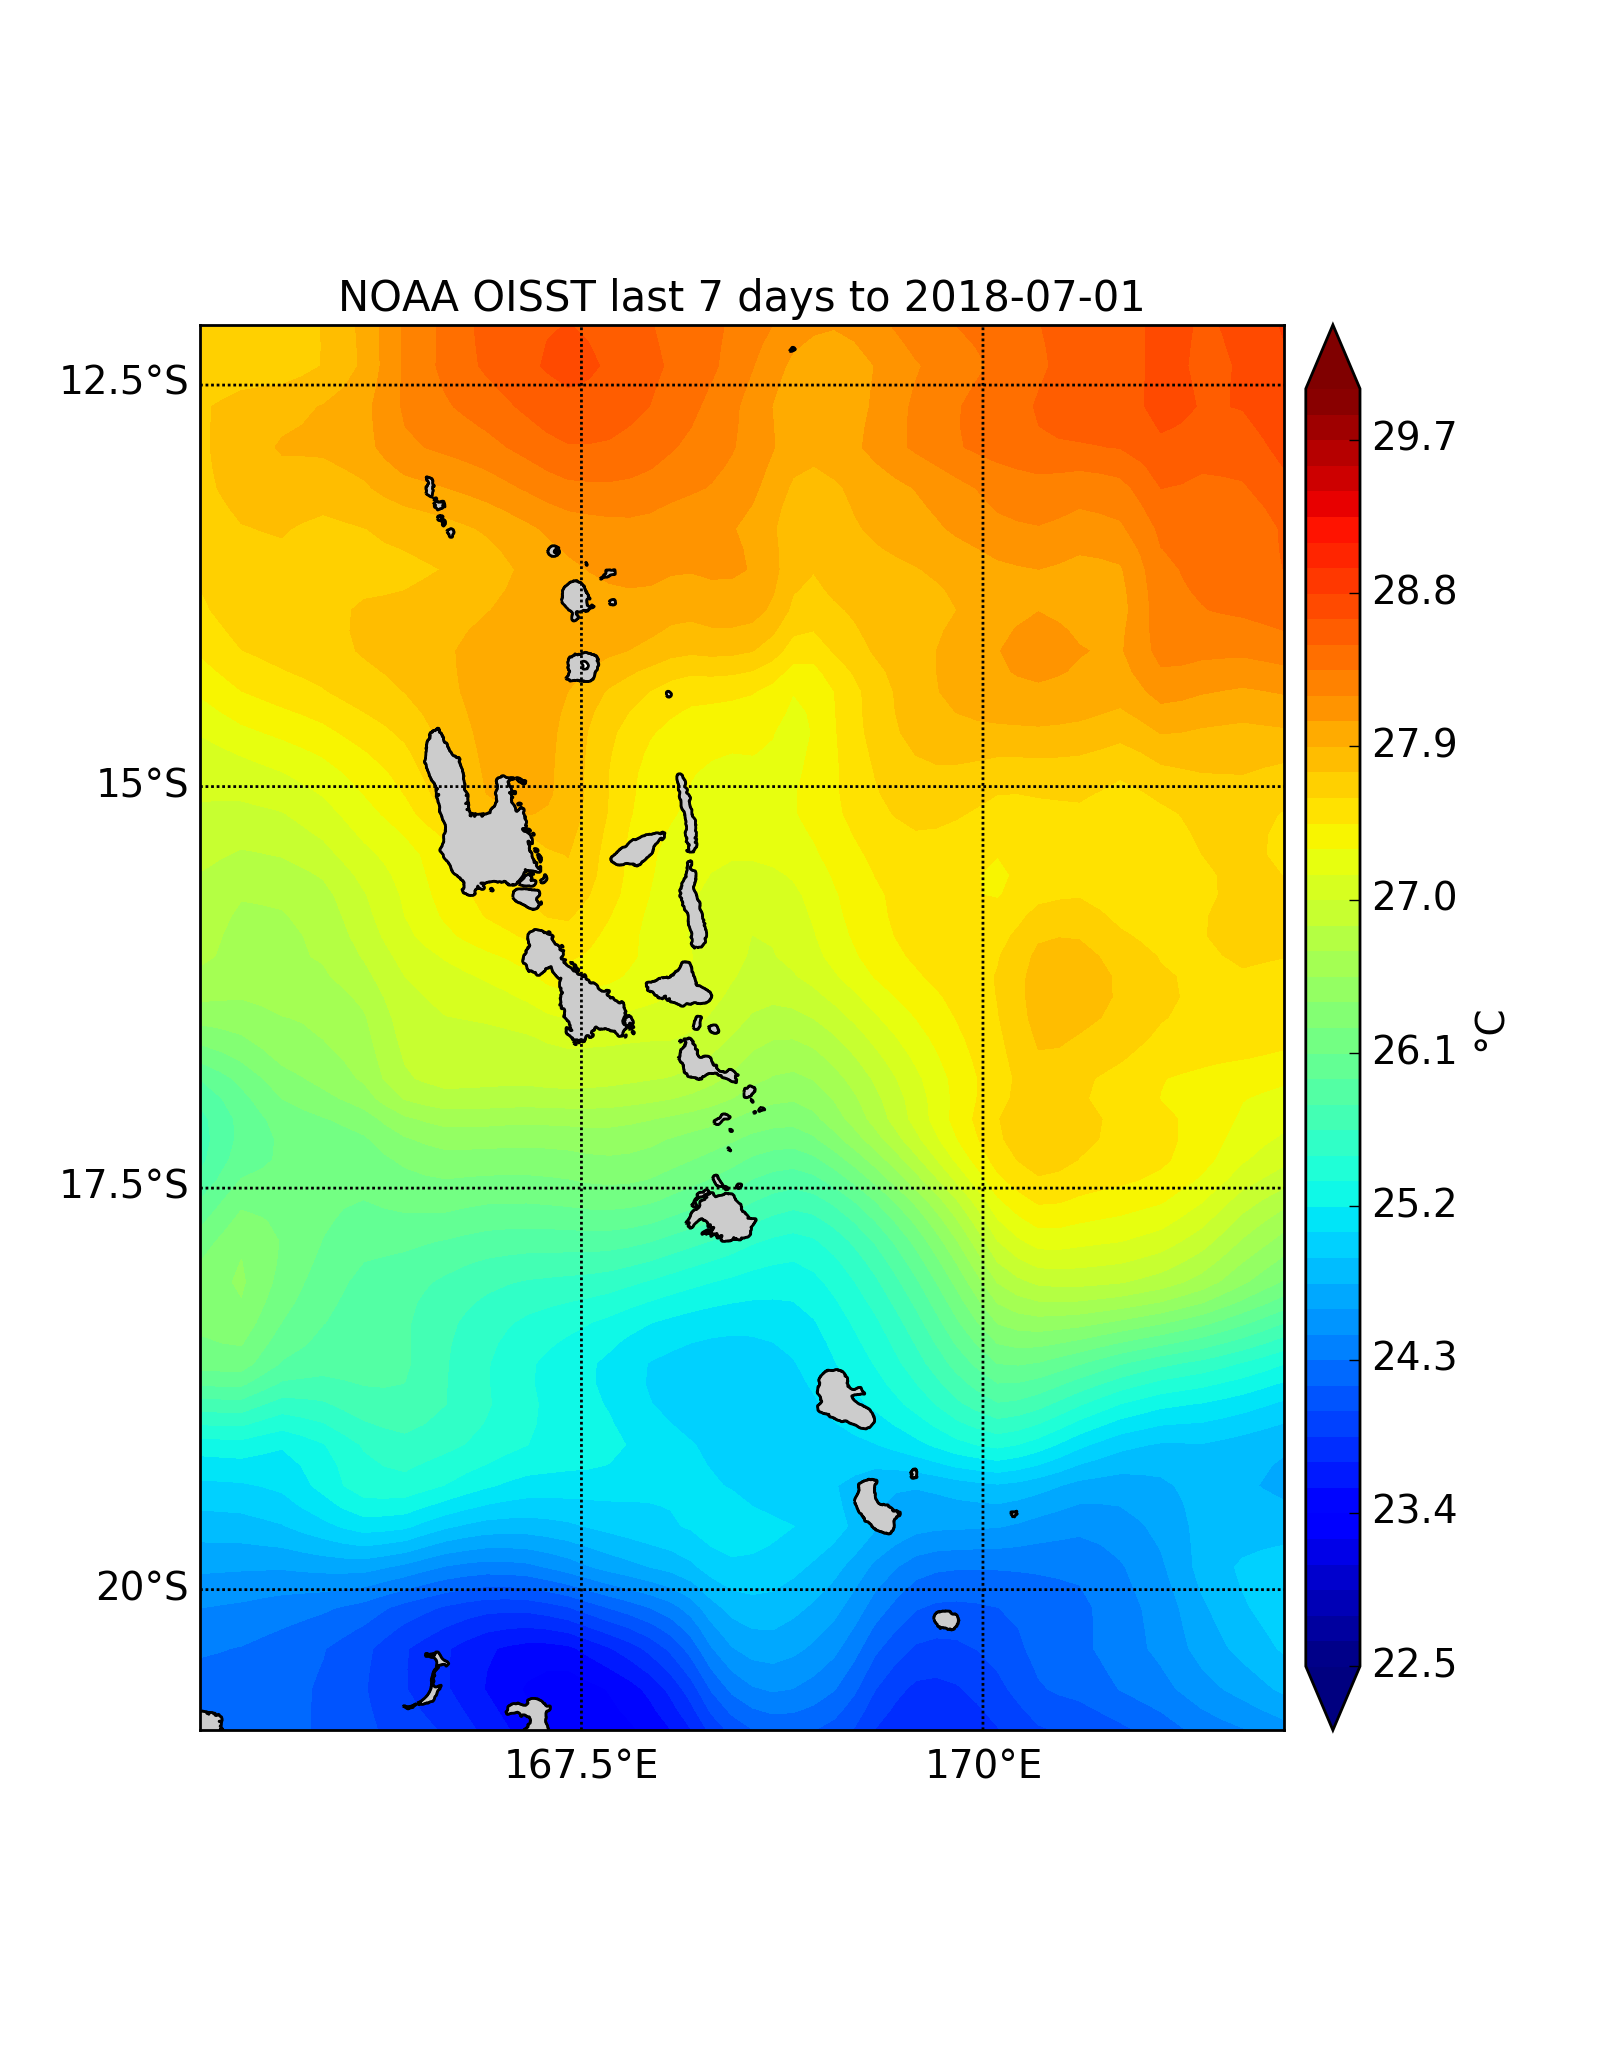 NOAA OISST last 7 days to 2018-07-01
12.5°S
15°S
17.5°S
20°S
167.5°E
170°E
29.7
28.8
27.9
27.0
26.1
25.2
24.3
23.4
22.5
°C